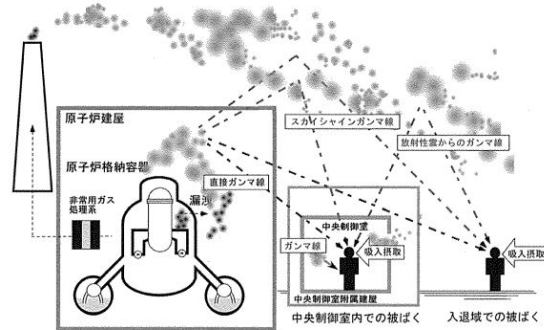 原子炉建屋
スカイシャインガンマ線
原子炉格納容器
放射性雲からのガンマ線
直接ガンマ線
漏洩
非常用ガス
処理系
中央制御室
ガンマ線
吸入摂取
吸入摂取
中央制御室附属建屋
中央制御室内での被ばく
入退域での被ばく